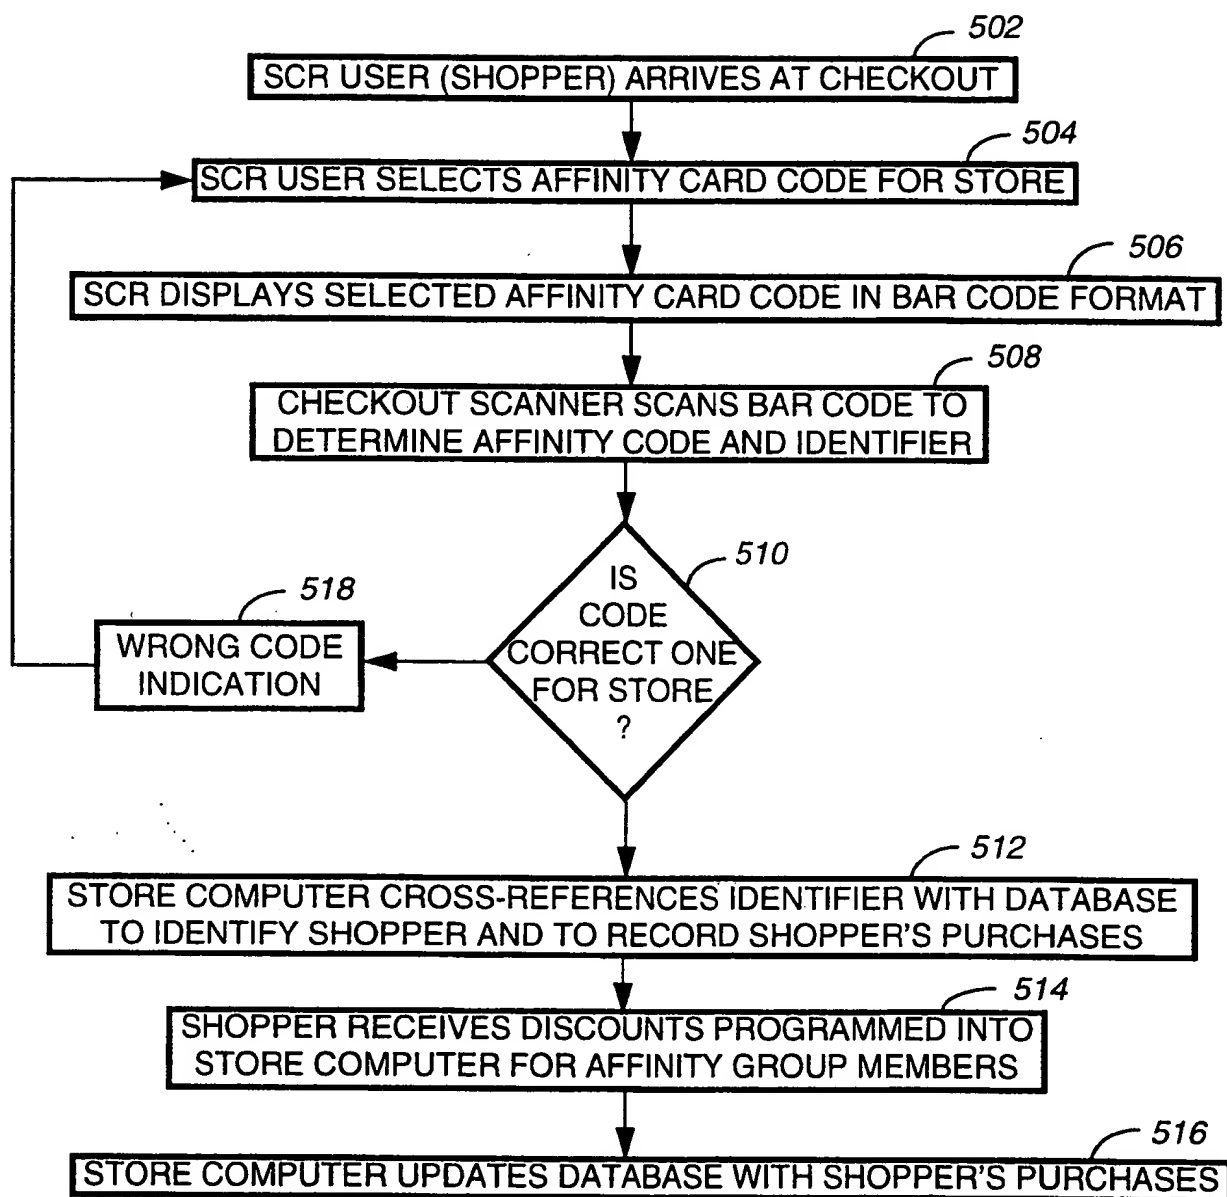 502
SCR USER (SHOPPER) ARRIVES AT CHECKOUT
504
SCR USER SELECTS AFFINITY CARD CODE FOR STORE
506
SCR DISPLAYS SELECTED AFFINITY CARD CODE IN BAR CODE FORMAT
508
CHECKOUT SCANNER SCANS BAR CODE TO
DETERMINE AFFINITY CODE AND IDENTIFIER
510
IS
CODE
CORRECT ONE
FOR STORE
?
518
WRONG CODE
INDICATION
512
STORE COMPUTER CROSS-REFERENCES IDENTIFIER WITH DATABASE
TO IDENTIFY SHOPPER AND TO RECORD SHOPPER'S PURCHASES
514
SHOPPER RECEIVES DISCOUNTS PROGRAMMED INTO
STORE COMPUTER FOR AFFINITY GROUP MEMBERS
516
STORE COMPUTER UPDATES DATABASE WITH SHOPPER'S PURCHASES